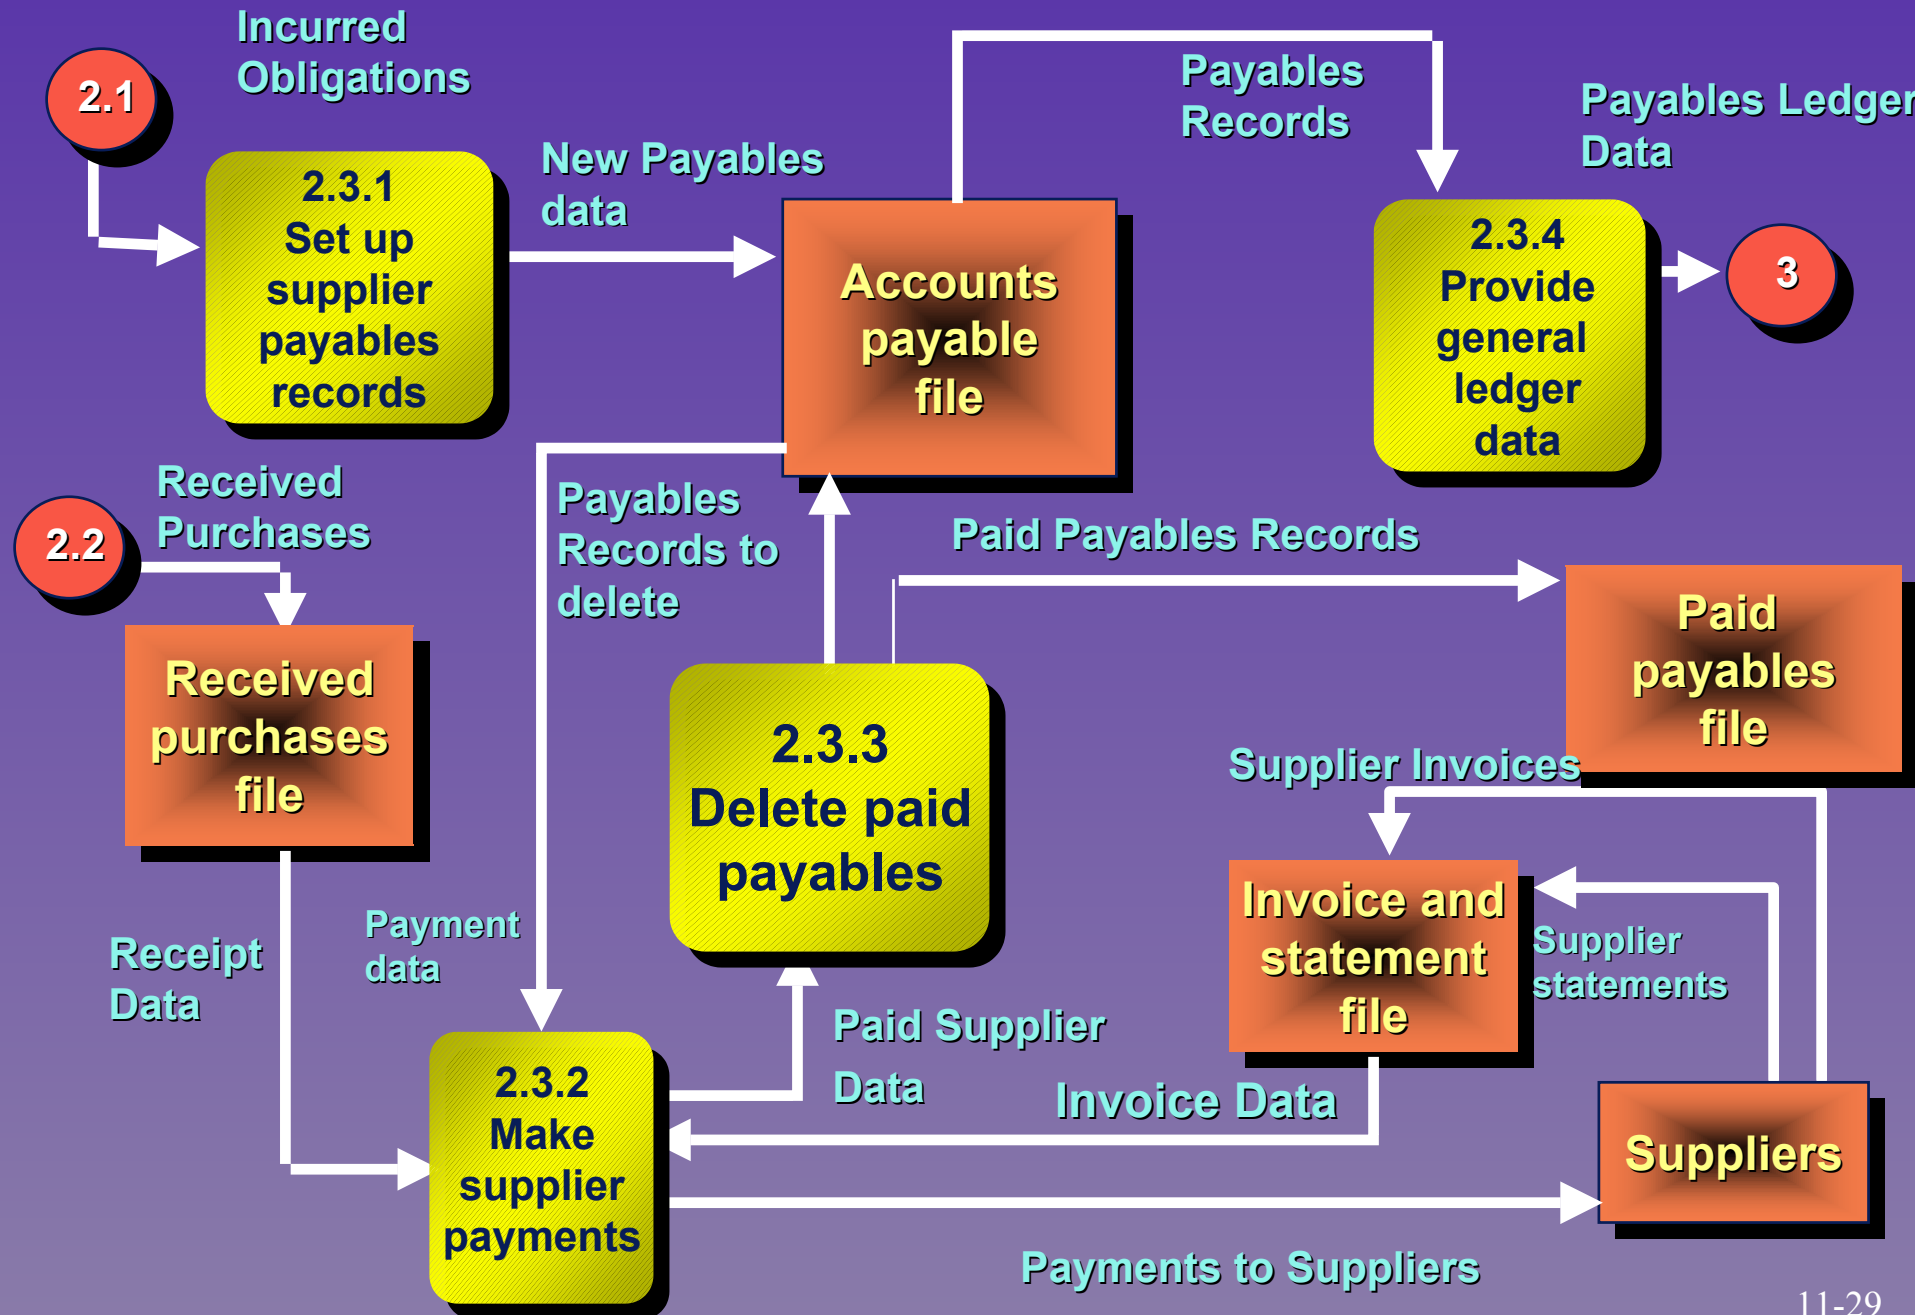 Incurred
Obligations
2.1
Payables
Records
Payables Ledger
Data
New Payables
data
2.3.1
Set up
supplier
payables
records
Accounts
payable
file
2.3.4
Provide
general
ledger
data
3
Received
Purchases
2.2
Payables
Records to
delete
Paid Payables Records
Received
purchases
file
Paid
payables
file
2.3.3
Delete paid
payables
Supplier Invoices
Invoice and
statement
file
Supplier
statements
Receipt
Data
Payment
data
Paid Supplier
Data
Invoice Data
2.3.2
Make
supplier
payments
Suppliers
Payments to Suppliers
11-29